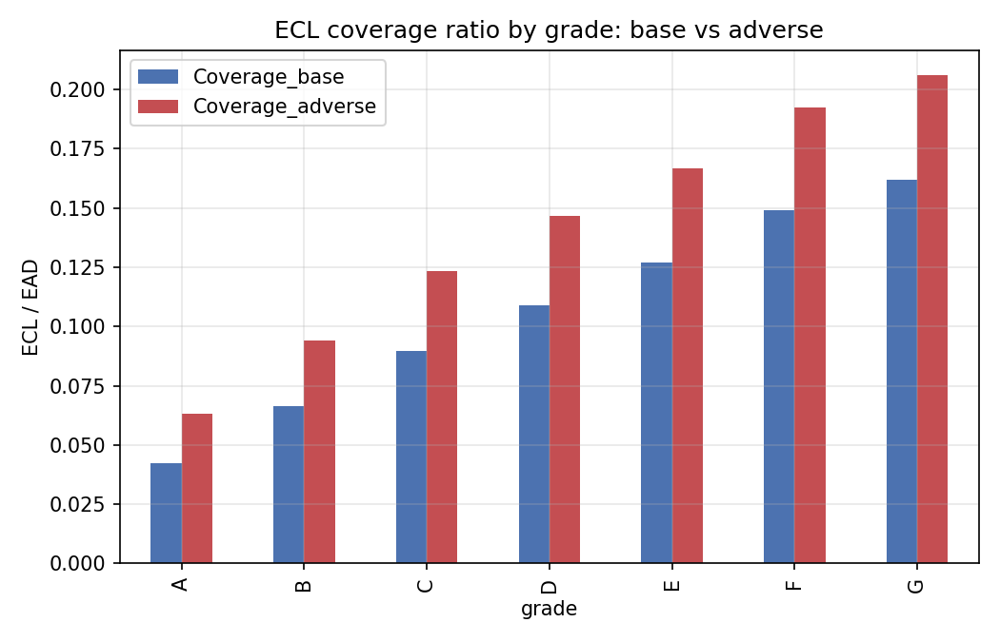 ECL coverage ratio by grade: base vs adverse
Coverage_base
Coverage_adverse
0.200
0.175
0.150
0.125
0.100
0.075
0.050
0.025
0.000
ECL / EAD
A B C D E F G
grade